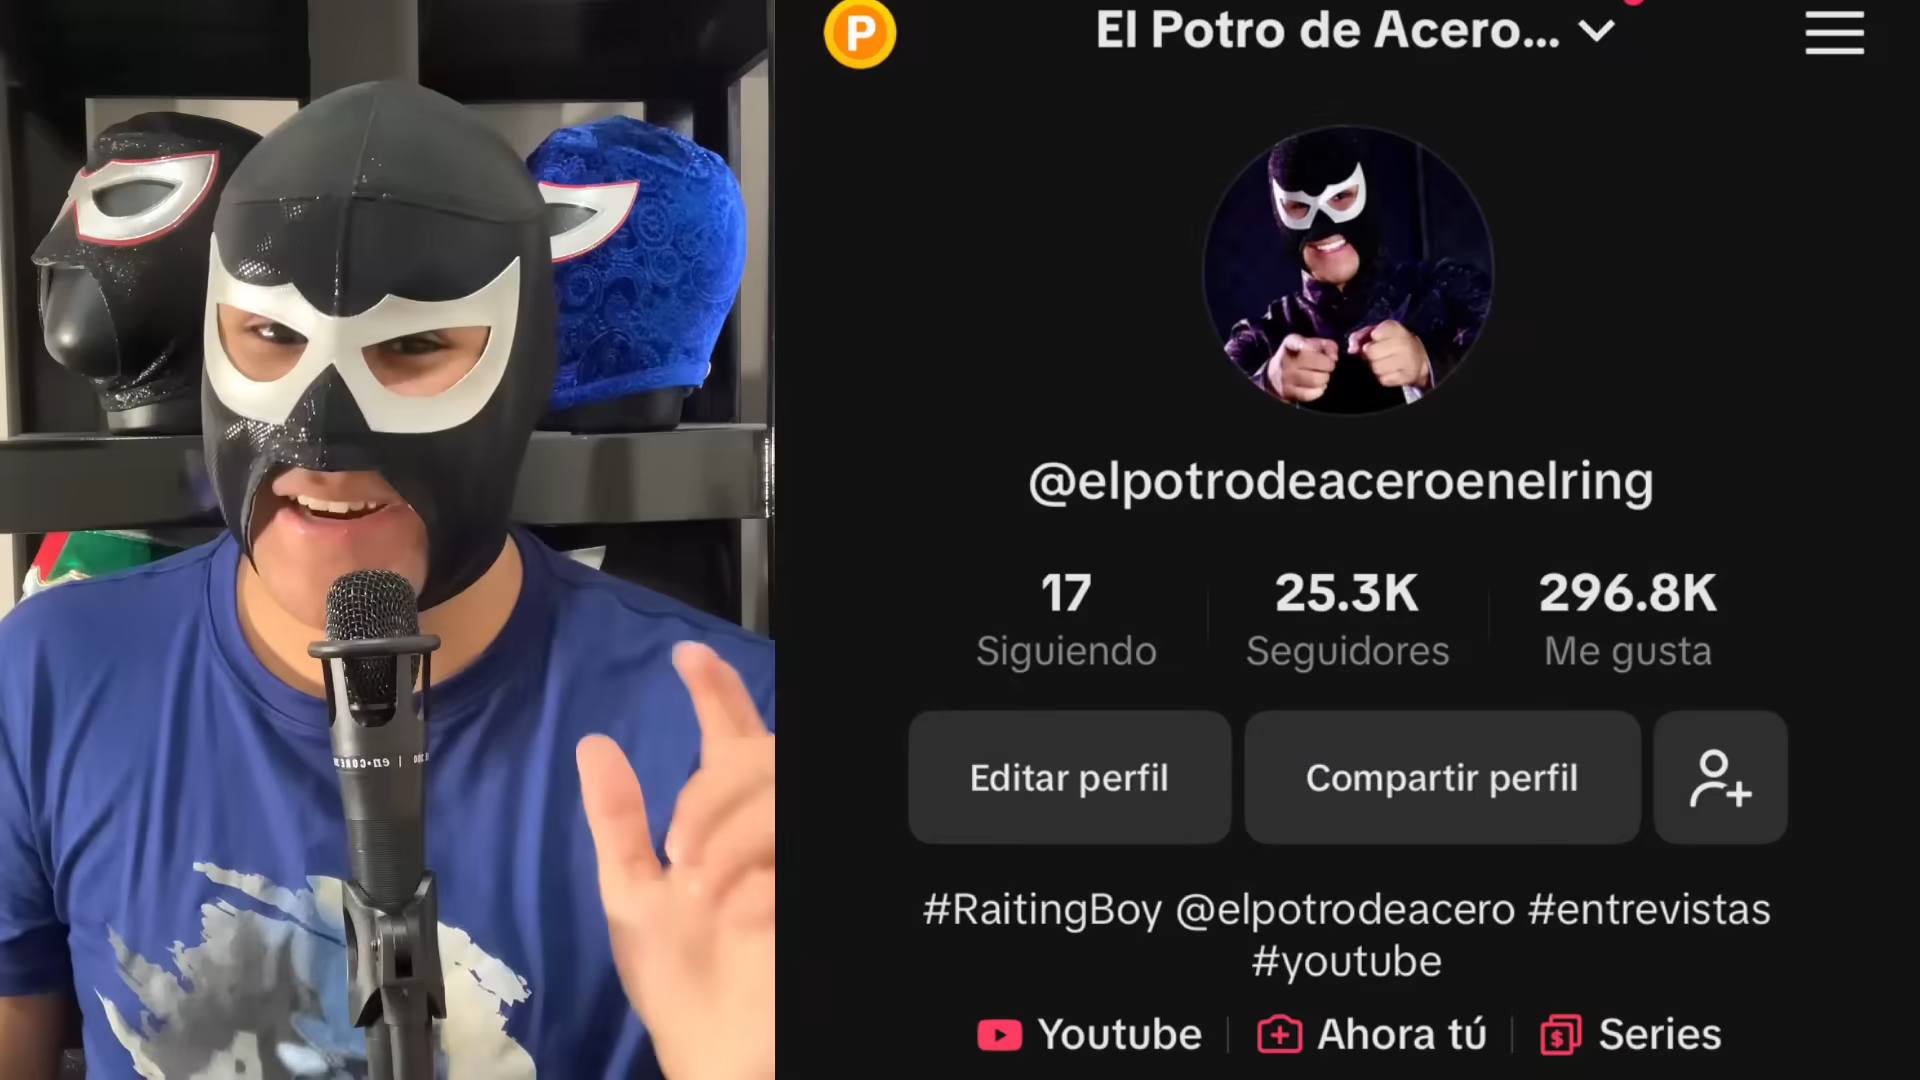 P
El Potro de Acero...
@elpotrodeaceroenelring
17
25.3K
296.8K
Siguiendo
Seguidores
Me gusta
Editar perfil
Compartir perfil
#RaitingBoy @elpotrodeacero #entrevistas
#youtube
Youtube
Ahora tú
Series